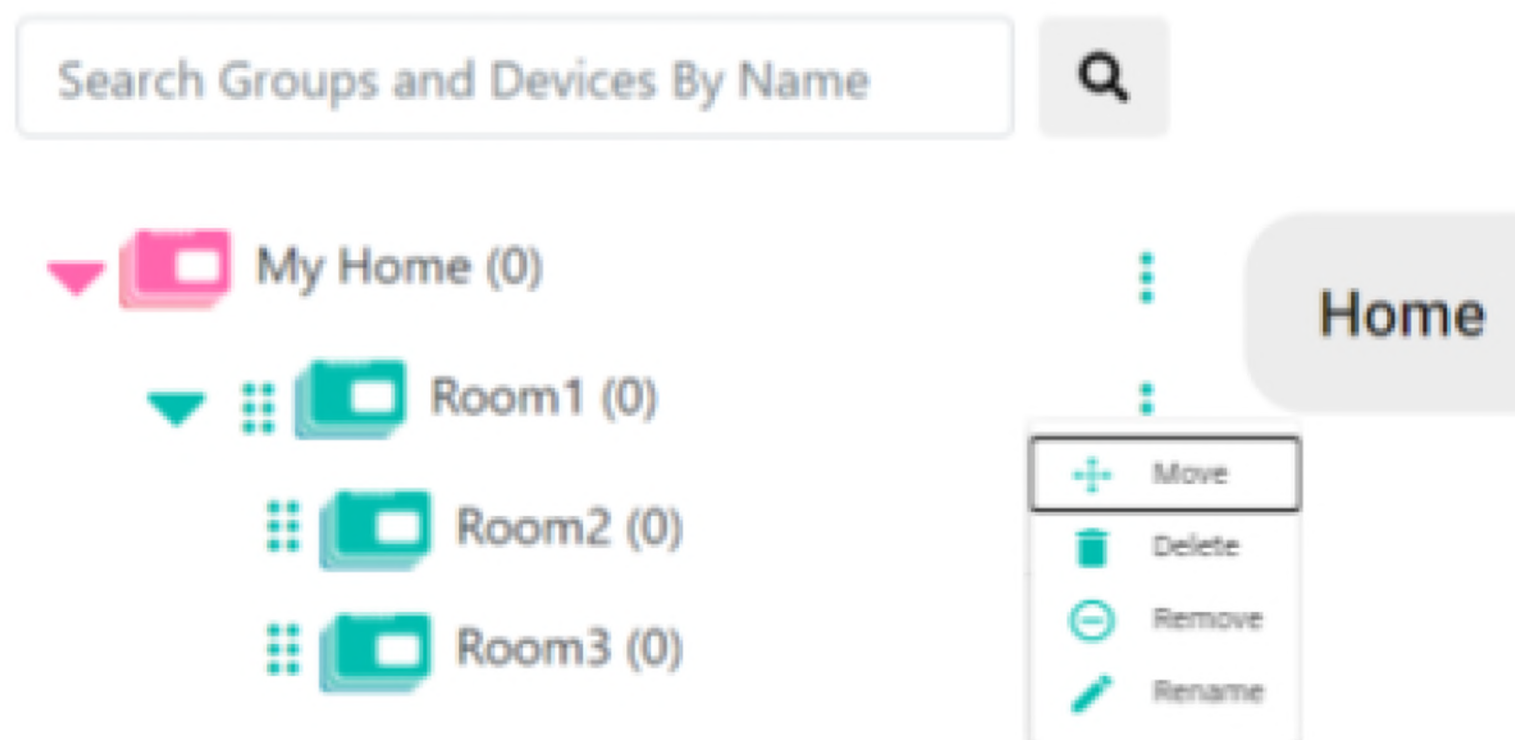 Search Groups and Devices By Name
My Home (0)
Home
Room1 (0)
Move
Room2 (0)
Delete
Remove
Room3 (0)
Rename